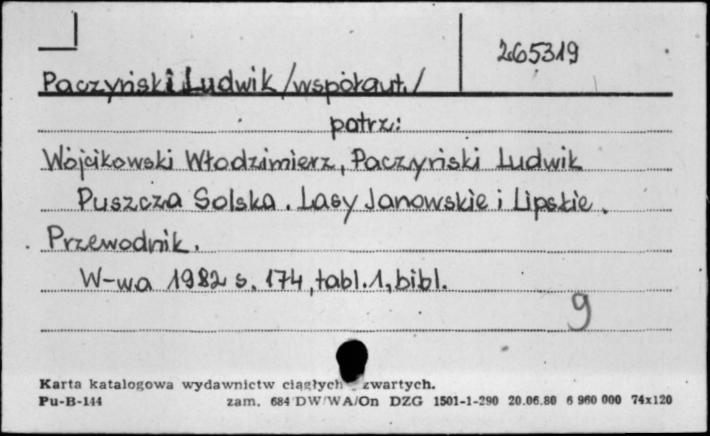 265319
Paczyński Ludwik /współaut./
patrz:
Wójcikowski Włodzimierz, Paczyński Ludwik
Puszcza Solska. Lasy Janowskie i Lipskie.
Przewodnik.
W-wa 1982 s. 174, tabl. 1, bibl.
9
Karta katalogowa wydawnictw ciągłych - zwartych.
Pu-B-144 zam. 684 DW/WA/On DZG 1501-1-290 20.06.80 6 960 000 74x120